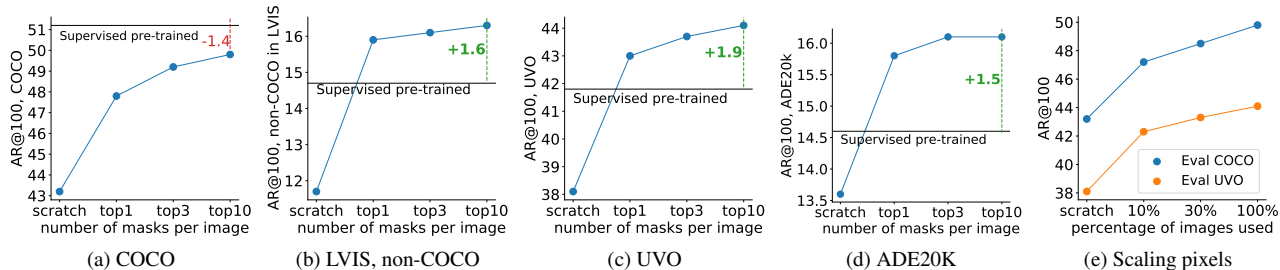 AR@100, COCO
51
50
49
48
47
46
45
44
43
Supervised pre-trained
-1.4
scratch top1 top3 top10
number of masks per image
(a) COCO
AR@100, non-COCO in LVIS
16
15
14
13
12
Supervised pre-trained
+1.6
scratch top1 top3 top10
number of masks per image
(b) LVIS, non-COCO
AR@100, UVO
44
43
42
41
40
39
38
Supervised pre-trained
+1.9
scratch top1 top3 top10
number of masks per image
(c) UVO
AR@100, ADE20k
16.0
15.5
15.0
14.5
14.0
13.5
Supervised pre-trained
+1.5
scratch top1 top3 top10
number of masks per image
(d) ADE20K
AR@100
50
48
46
44
42
40
38
Eval COCO
Eval UVO
scratch 10% 30% 100%
percentage of images used
(e) Scaling pixels